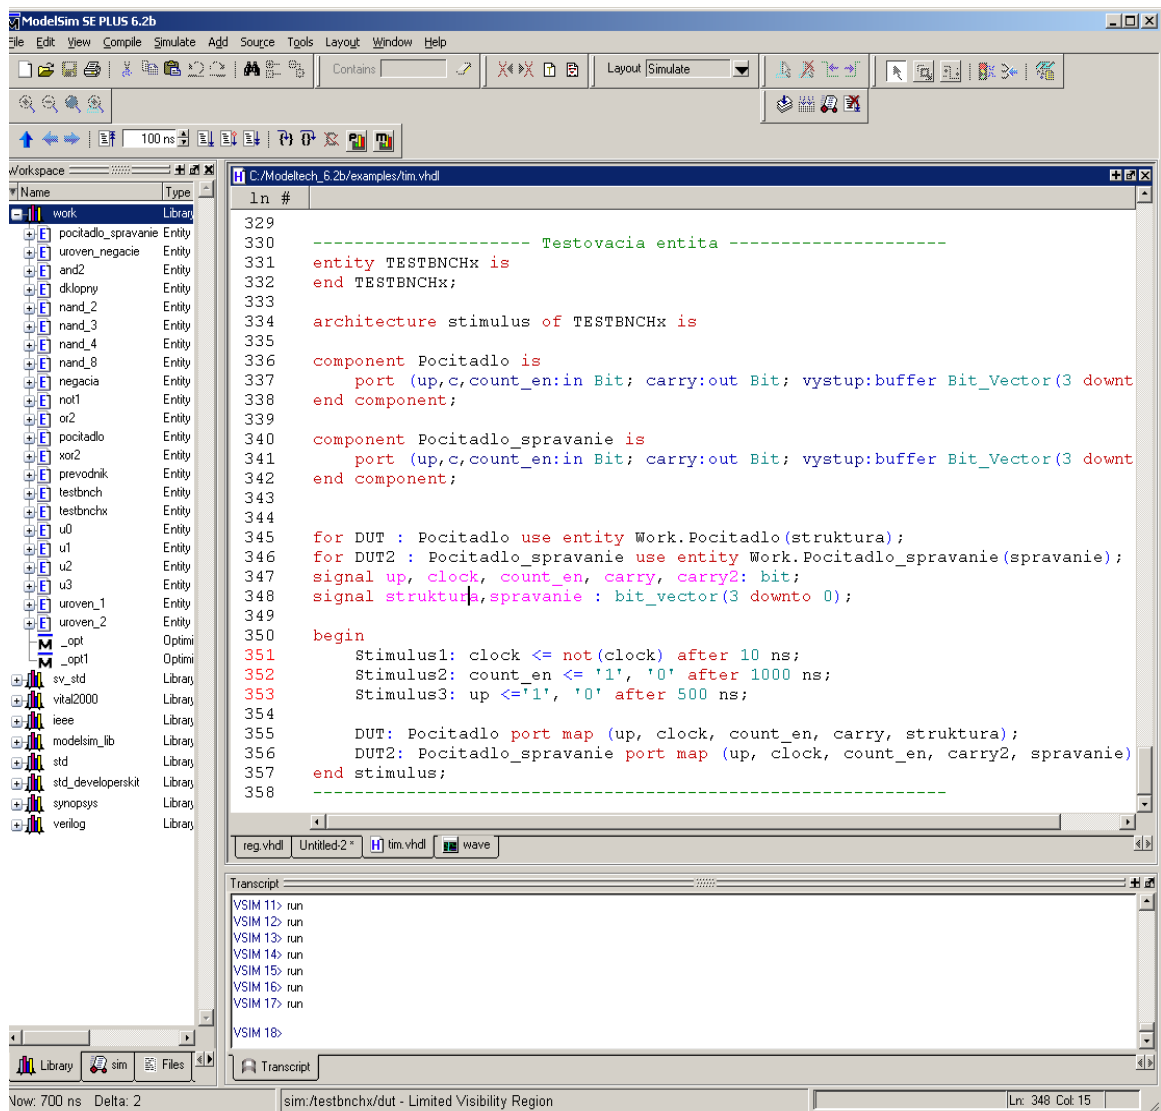 ModelSim SE PLUS 6.2b
File Edit View Compile Simulate Add Source Tools Layout Window Help
Contains
Layout Simulate
100 ns
Workspace
Name Type
work Library
pocitadlo_spravanie Entity
uroven_negacie Entity
and2 Entity
dklopny Entity
nand_2 Entity
nand_3 Entity
nand_4 Entity
nand_8 Entity
negacia Entity
not1 Entity
or2 Entity
pocitadlo Entity
xor2 Entity
prevodnik Entity
testbnch Entity
testbnchx Entity
u0 Entity
u1 Entity
u2 Entity
u3 Entity
uroven_1 Entity
uroven_2 Entity
_opt Optimi
_opt1 Optimi
sv_std Library
vital2000 Library
ieee Library
modelsim_lib Library
std Library
std_developerskit Library
synopsys Library
verilog Library
Library sim Files
C:/Modeltech_6.2b/examples/tim.vhdl
ln #
329
330 --------------------- Testovacia entita ---------------------
331 entity TESTBNCHx is
332 end TESTBNCHx;
333
334 architecture stimulus of TESTBNCHx is
335
336 component Pocitadlo is
337 port (up,c,count_en:in Bit; carry:out Bit; vystup:buffer Bit_Vector(3 downt
338 end component;
339
340 component Pocitadlo_spravanie is
341 port (up,c,count_en:in Bit; carry:out Bit; vystup:buffer Bit_Vector(3 downt
342 end component;
343
344
345 for DUT : Pocitadlo use entity Work.Pocitadlo(struktura);
346 for DUT2 : Pocitadlo_spravanie use entity Work.Pocitadlo_spravanie(spravanie);
347 signal up, clock, count_en, carry, carry2: bit;
348 signal struktura,spravanie : bit_vector(3 downto 0);
349
350 begin
351 Stimulus1: clock <= not(clock) after 10 ns;
352 Stimulus2: count_en <= '1', '0' after 1000 ns;
353 Stimulus3: up <='1', '0' after 500 ns;
354
355 DUT: Pocitadlo port map (up, clock, count_en, carry, struktura);
356 DUT2: Pocitadlo_spravanie port map (up, clock, count_en, carry2, spravanie)
357 end stimulus;
358 -------------------------------------------------------------
reg.vhdl Untitled-2 * tim.vhdl wave
Transcript
VSIM 11> run
VSIM 12> run
VSIM 13> run
VSIM 14> run
VSIM 15> run
VSIM 16> run
VSIM 17> run
VSIM 18>
Transcript
Now: 700 ns Delta: 2
sim:/testbnchx/dut - Limited Visibility Region
Ln: 348 Col: 15